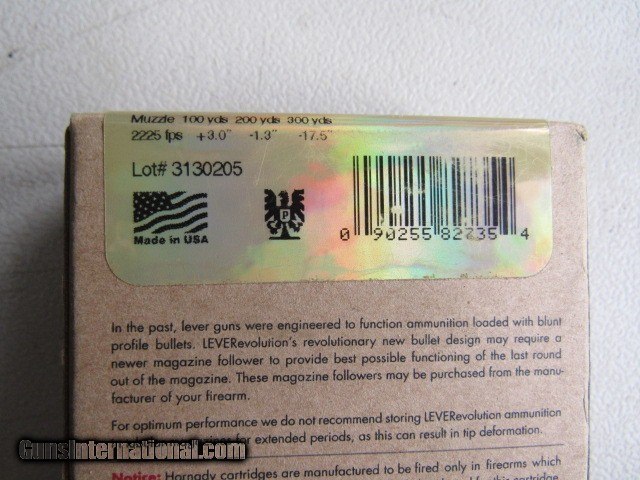 Muzzle 100 yds 200 yds 300 yds
2225 fps +3.0" -1.3" -17.5"
Lot# 3130205
Made in USA
P
0 90255 82735 4
In the past, lever guns were engineered to function ammunition loaded with blunt
profile bullets. LEVERevolution's revolutionary new bullet design may require a
newer magazine follower to provide best possible functioning of the last round
out of the magazine. These magazine followers may be purchased from the manu-
facturer of your firearm.
For optimum performance we do not recommend storing LEVERevolution ammunition
for extended periods, as this can result in tip deformation.
GunsInternational.com
Notice: Hornady cartridges are manufactured to be fired only in firearms which
for this cartridge